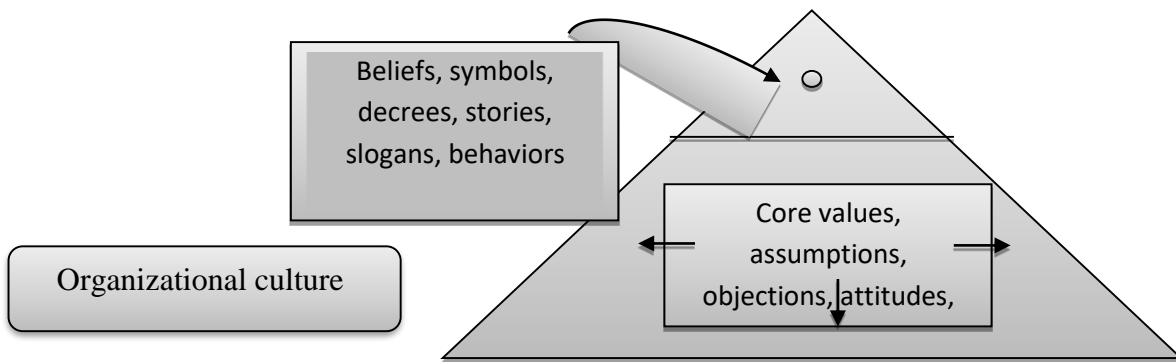 Beliefs, symbols,
decrees, stories,
slogans, behaviors
Core values,
assumptions,
objections, attitudes,
Organizational culture